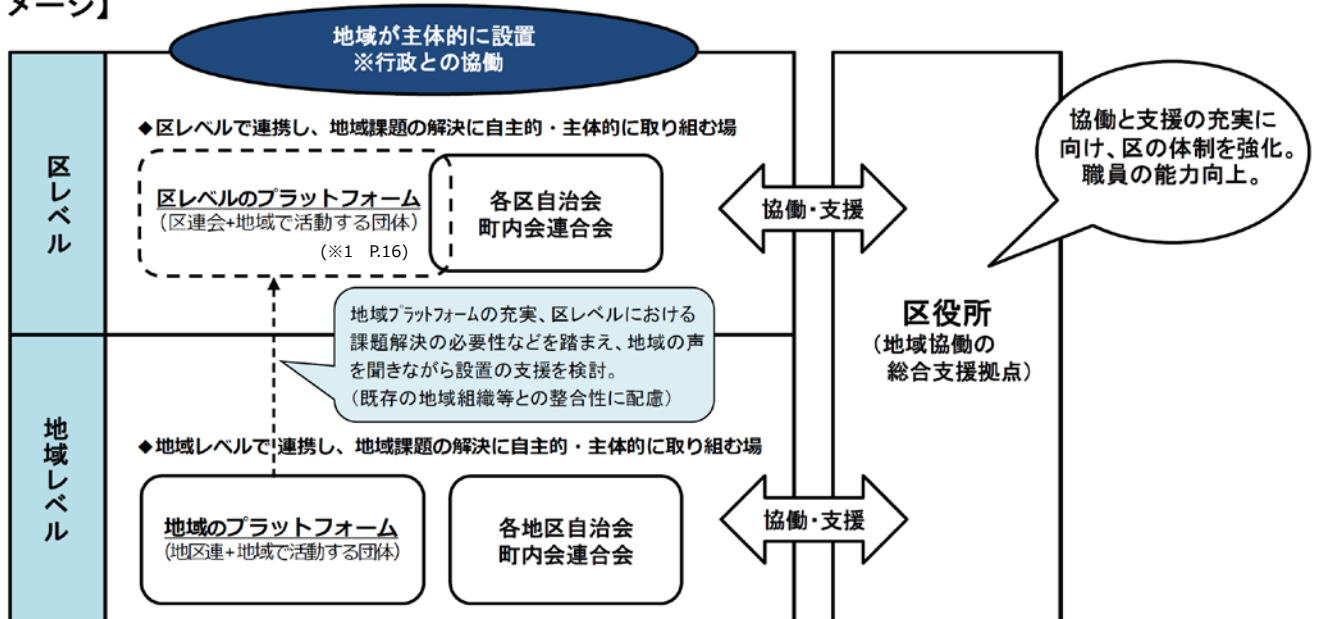 メージ】
地域が主体的に設置
※行政との協働
区レベル
◆区レベルで連携し、地域課題の解決に自主的・主体的に取り組む場
区レベルのプラットフォーム
（区連会+地域で活動する団体）
(※1 P.16)
各区自治会
町内会連合会
協働・支援
協働と支援の充実に
向け、区の体制を強化。
職員の能力向上。
地域プラットフォームの充実、区レベルにおける
課題解決の必要性などを踏まえ、地域の声
を聞きながら設置の支援を検討。
（既存の地域組織等との整合性に配慮）
区役所
（地域協働の
総合支援拠点）
地域レベル
◆地域レベルで連携し、地域課題の解決に自主的・主体的に取り組む場
地域のプラットフォーム
(地区連+地域で活動する団体)
各地区自治会
町内会連合会
協働・支援